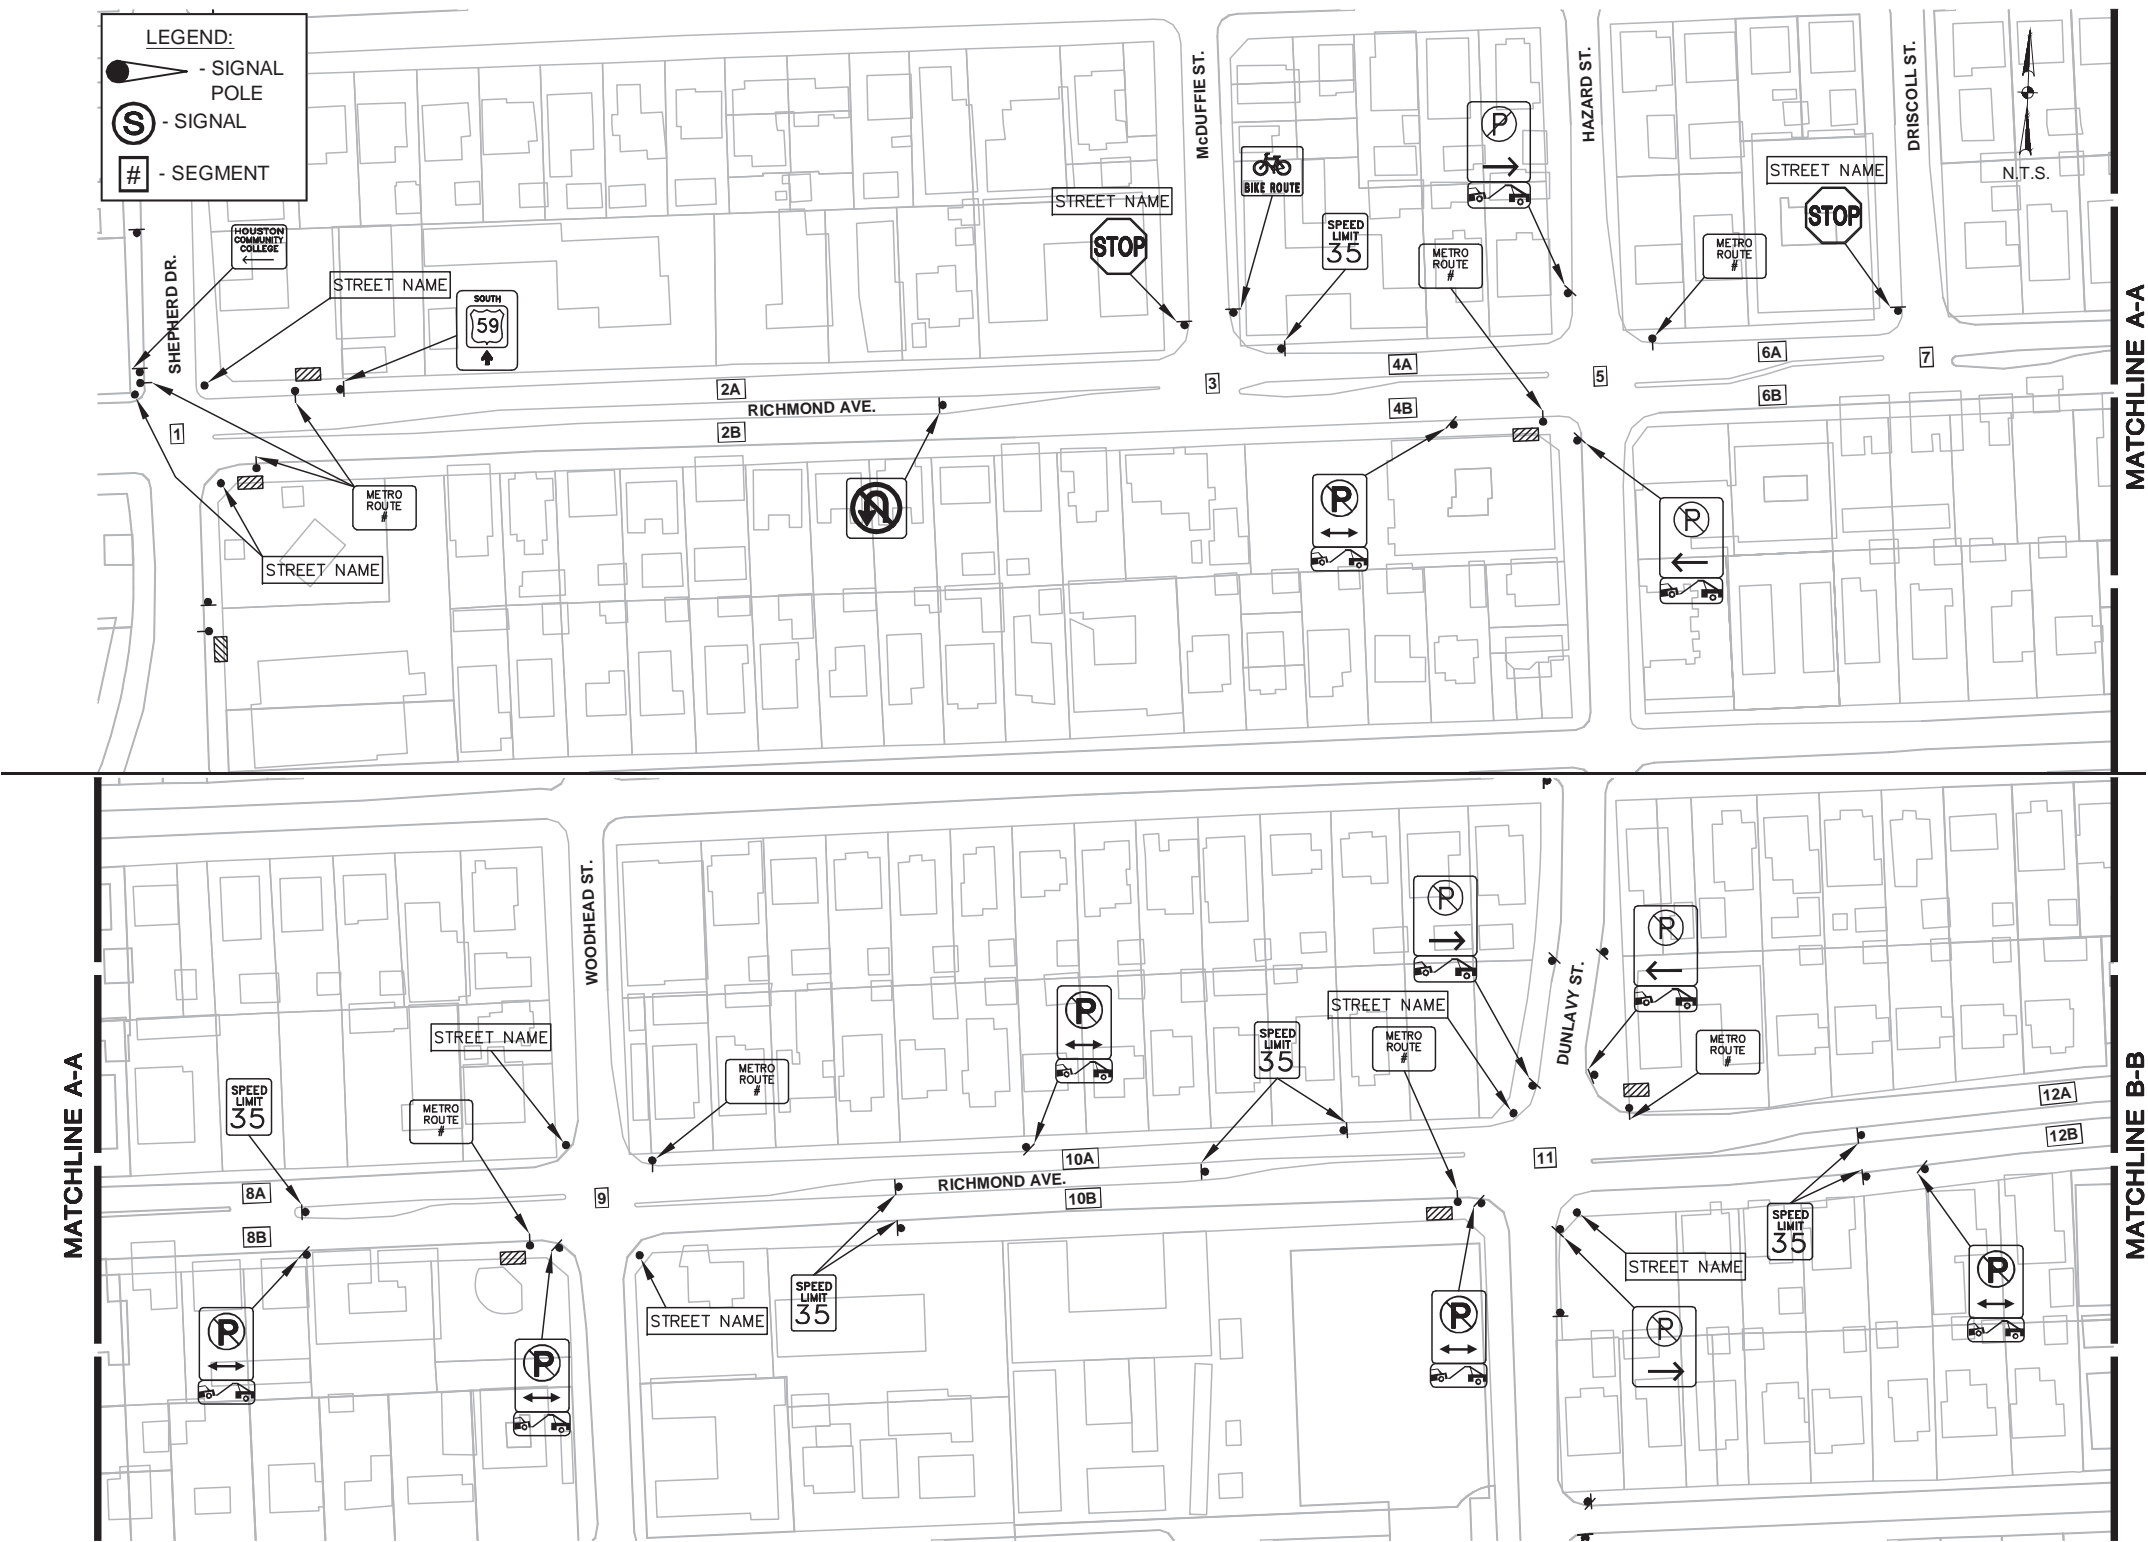 LEGEND:
- SIGNAL
POLE
S - SIGNAL
# - SEGMENT
McDUFFIE ST.
HAZARD ST.
DRISCOLL ST.
N.T.S.
P
BIKE ROUTE
STREET NAME
STOP
STREET NAME
STOP
SPEED
LIMIT
35
METRO
ROUTE
#
METRO
ROUTE
#
HOUSTON
COMMUNITY
COLLEGE
SHEPHERD DR.
STREET NAME
SOUTH
59
MATCHLINE A-A
2A
3
4A
5
6A
7
RICHMOND AVE.
1
2B
4B
6B
METRO
ROUTE
#
P
P
STREET NAME
WOODHEAD ST.
P
P
DUNLAVY ST.
STREET NAME
P
STREET NAME
METRO
ROUTE
#
METRO
ROUTE
#
SPEED
LIMIT
35
METRO
ROUTE
#
SPEED
LIMIT
35
METRO
ROUTE
#
MATCHLINE A-A
MATCHLINE B-B
12A
12B
10A
11
RICHMOND AVE.
8A
9
10B
8B
SPEED
LIMIT
35
SPEED
LIMIT
35
STREET NAME
STREET NAME
P
P
P
P
P